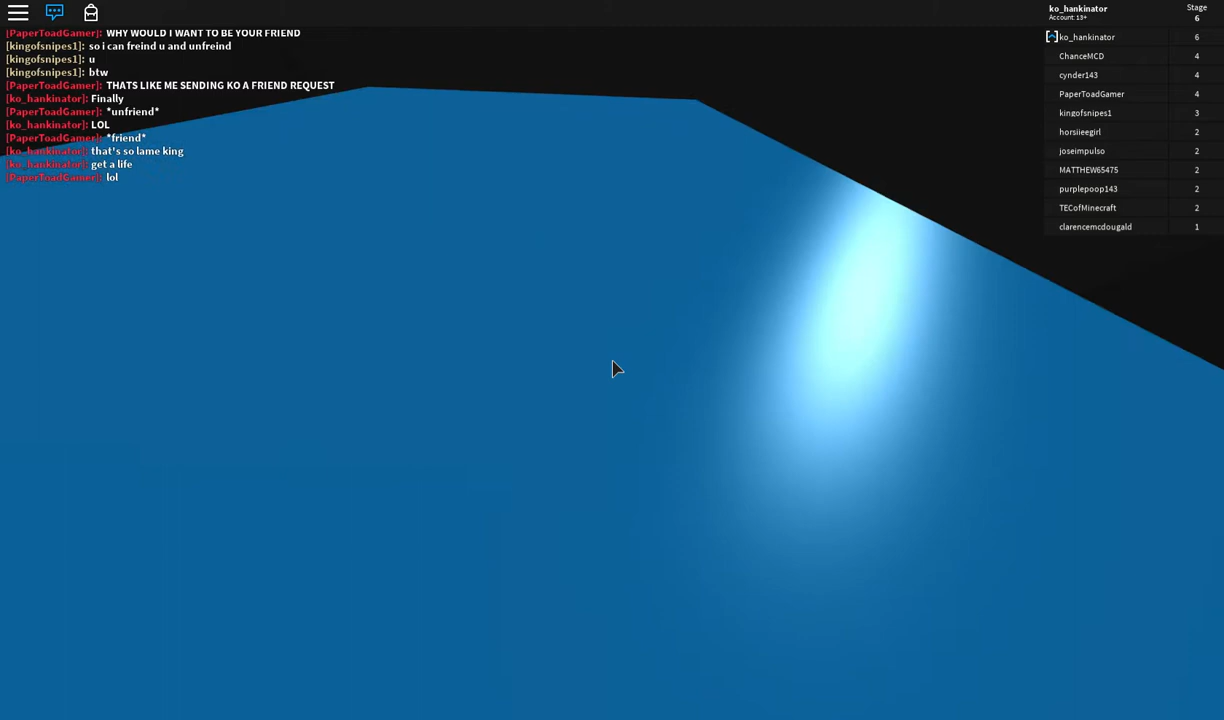 ko_hankinator
Account: 13+
Stage
6
[PaperToadGamer]: WHY WOULD I WANT TO BE YOUR FRIEND
[kingofsnipes1]: so i can freind u and unfreind
[kingofsnipes1]: u
[kingofsnipes1]: btw
[PaperToadGamer]: THATS LIKE ME SENDING KO A FRIEND REQUEST
[ko_hankinator]: Finally
[PaperToadGamer]: *unfriend*
[ko_hankinator]: LOL
[PaperToadGamer]: *friend*
[ko_hankinator]: that's so lame king
[ko_hankinator]: get a life
[PaperToadGamer]: lol
ko_hankinator 6
ChanceMCD 4
cynder143 4
PaperToadGamer 4
kingofsnipes1 3
horsiieegirl 2
joseimpulso 2
MATTHEW65475 2
purplepoop143 2
TECofMinecraft 2
clarencemcdougald 1